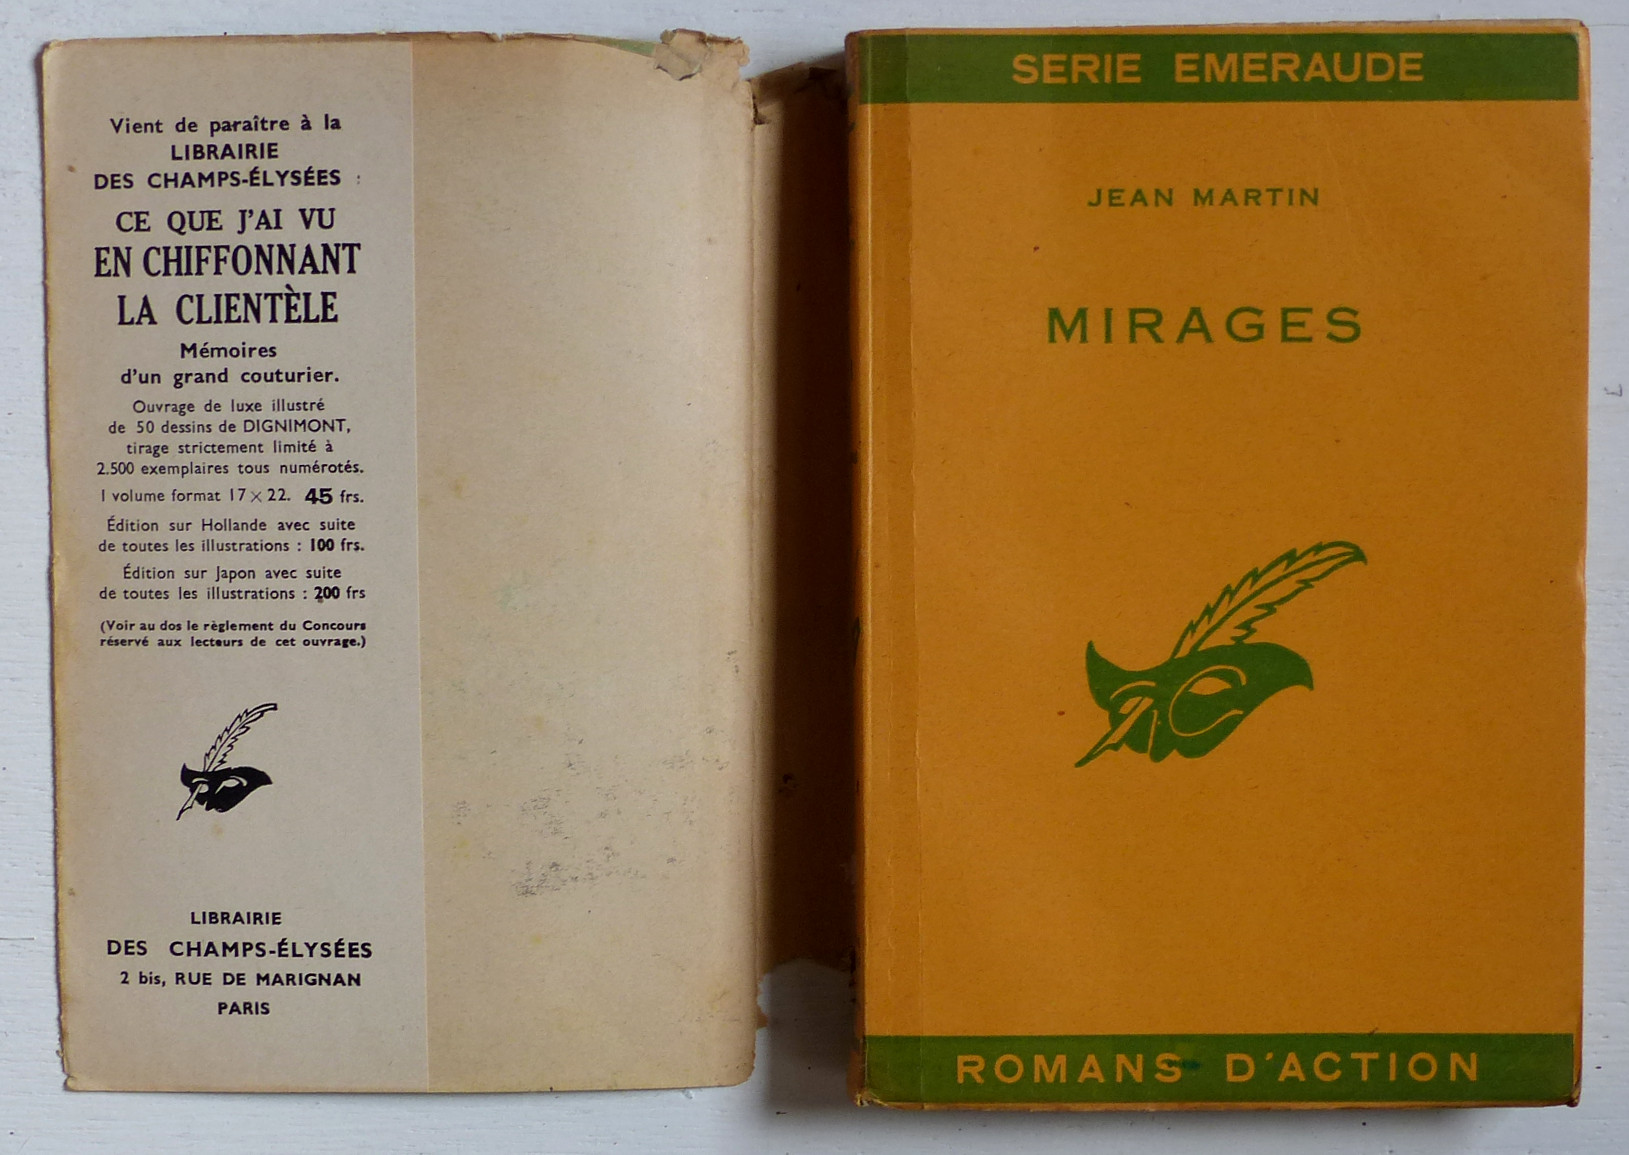 Vient de paraître à la
LIBRAIRIE
DES CHAMPS-ÉLYSÉES :
CE QUE J'AI VU
EN CHIFFONNANT
LA CLIENTÈLE
Mémoires
d'un grand couturier.
Ouvrage de luxe illustré
de 50 dessins de DIGNIMONT,
tirage strictement limité à
2.500 exemplaires tous numérotés.
1 volume format 17 × 22. 45 frs.
Édition sur Hollande avec suite
de toutes les illustrations : 100 frs.
Édition sur Japon avec suite
de toutes les illustrations : 200 frs
(Voir au dos le règlement du Concours
réservé aux lecteurs de cet ouvrage.)
LIBRAIRIE
DES CHAMPS-ÉLYSÉES
2 bis, RUE DE MARIGNAN
PARIS
SERIE EMERAUDE
JEAN MARTIN
MIRAGES
ROMANS D'ACTION